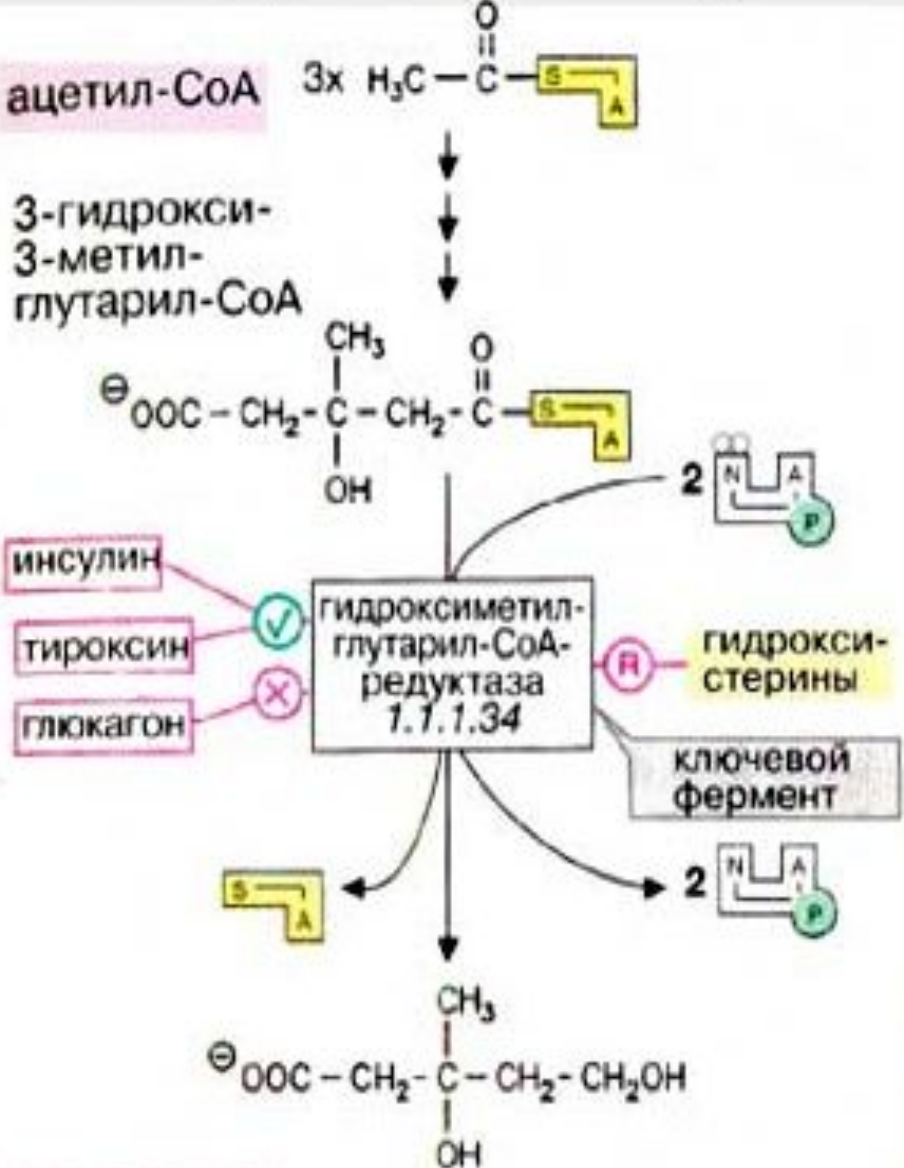 O
ацетил-CoA 3x H₃C – C – S A
3-гидрокси-
3-метил-
глутарил-CoA
CH₃ O
⊖OOC – CH₂ – C – CH₂ – C – S A
OH
2 N A P
инсулин
тироксин
глюкагон
гидроксиметил-
глутарил-CoA-
редуктаза
1.1.1.34
R
гидрокси-
стерины
ключевой
фермент
S A
2 N A P
CH₃
⊖OOC – CH₂ – C – CH₂ – CH₂OH
OH